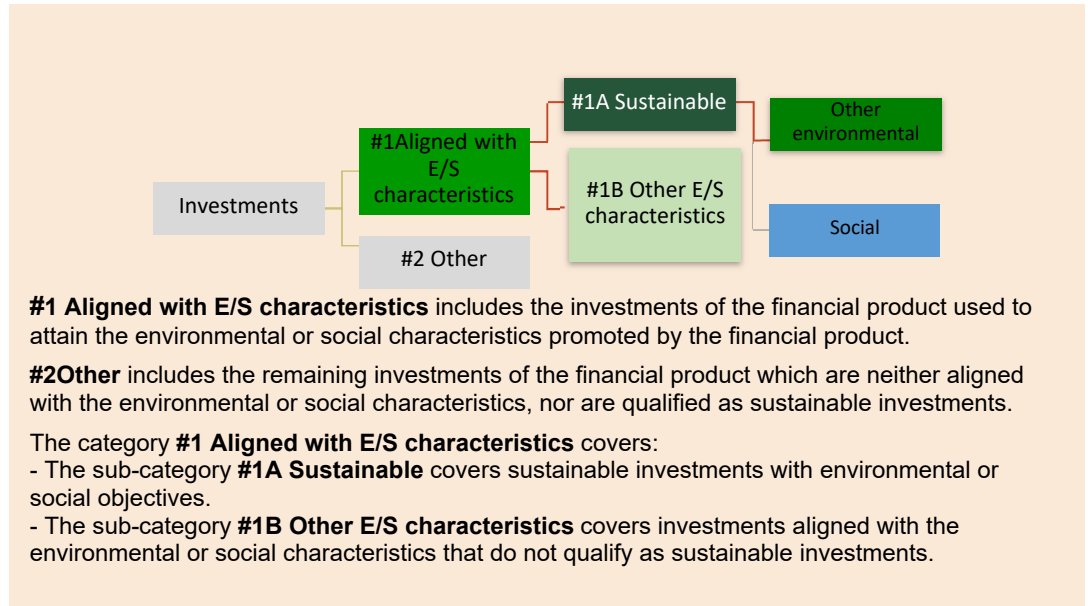 #1A Sustainable
Other
environmental
#1Aligned with
E/S
characteristics
#1B Other E/S
characteristics
Investments
Social
#2 Other
#1 Aligned with E/S characteristics includes the investments of the financial product used to
attain the environmental or social characteristics promoted by the financial product.
#2Other includes the remaining investments of the financial product which are neither aligned
with the environmental or social characteristics, nor are qualified as sustainable investments.
The category #1 Aligned with E/S characteristics covers:
- The sub-category #1A Sustainable covers sustainable investments with environmental or
social objectives.
- The sub-category #1B Other E/S characteristics covers investments aligned with the
environmental or social characteristics that do not qualify as sustainable investments.